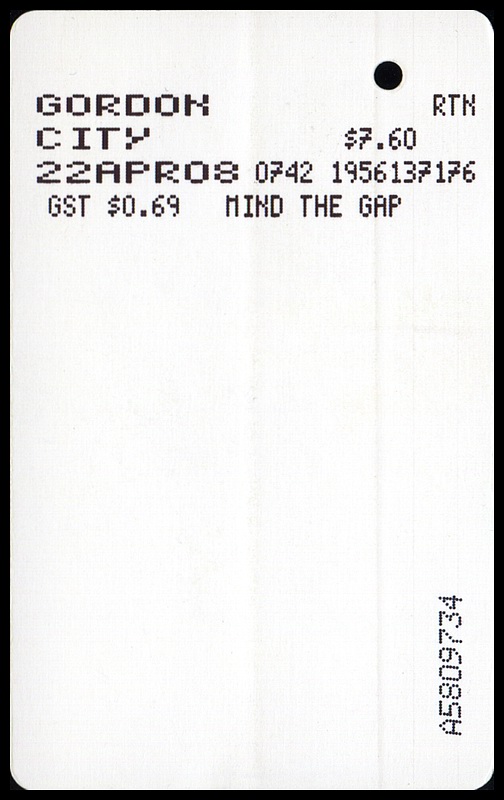 GORDON RTN
CITY $7.60
22APR08 0742 1956137176
GST $0.69 MIND THE GAP
A5809734